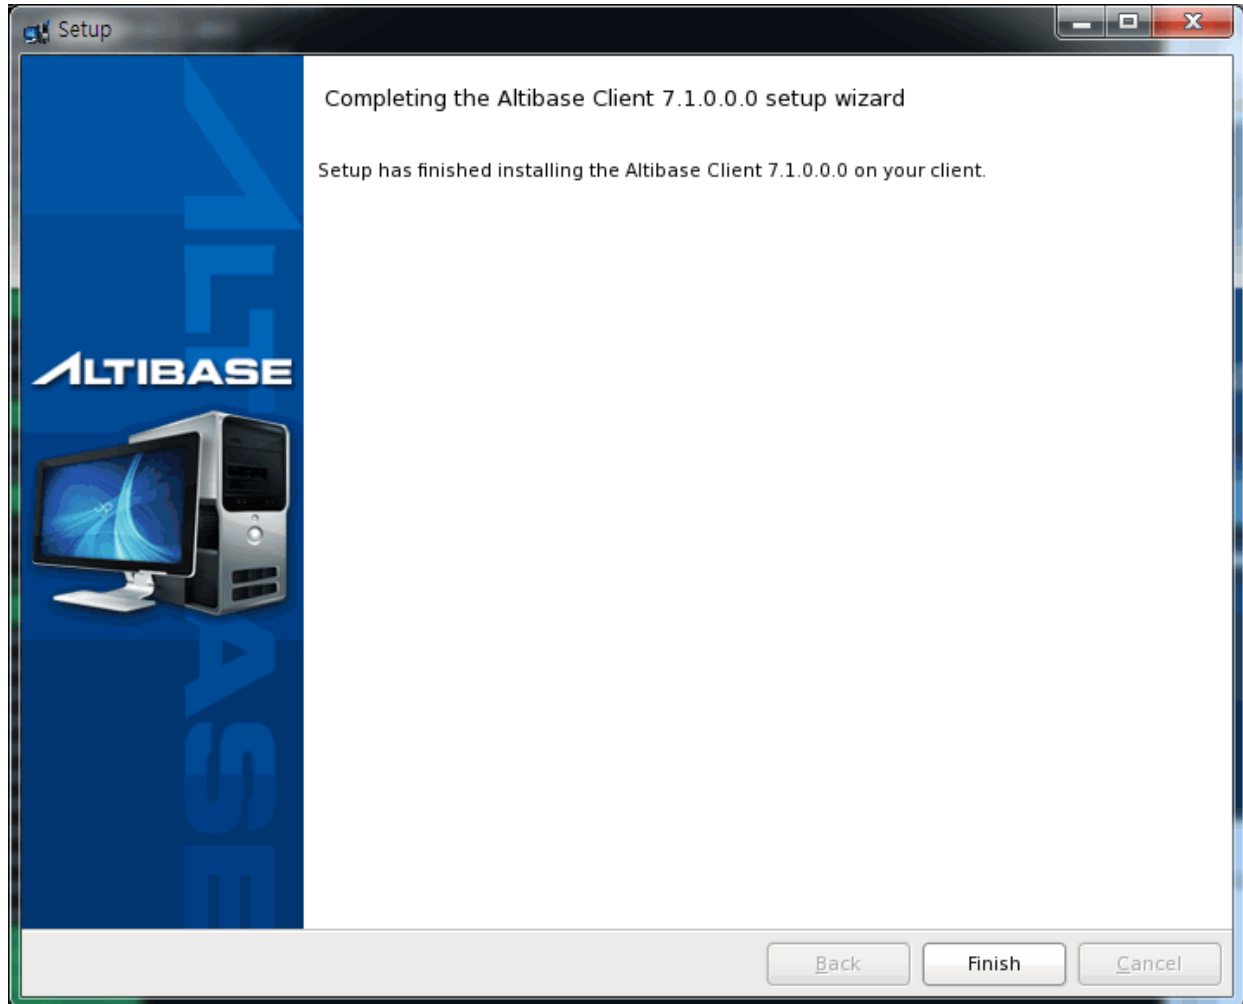 Setup
Completing the Altibase Client 7.1.0.0.0 setup wizard
Setup has finished installing the Altibase Client 7.1.0.0.0 on your client.
ALTIBASE
ALTIBASE
Back
Finish
Cancel